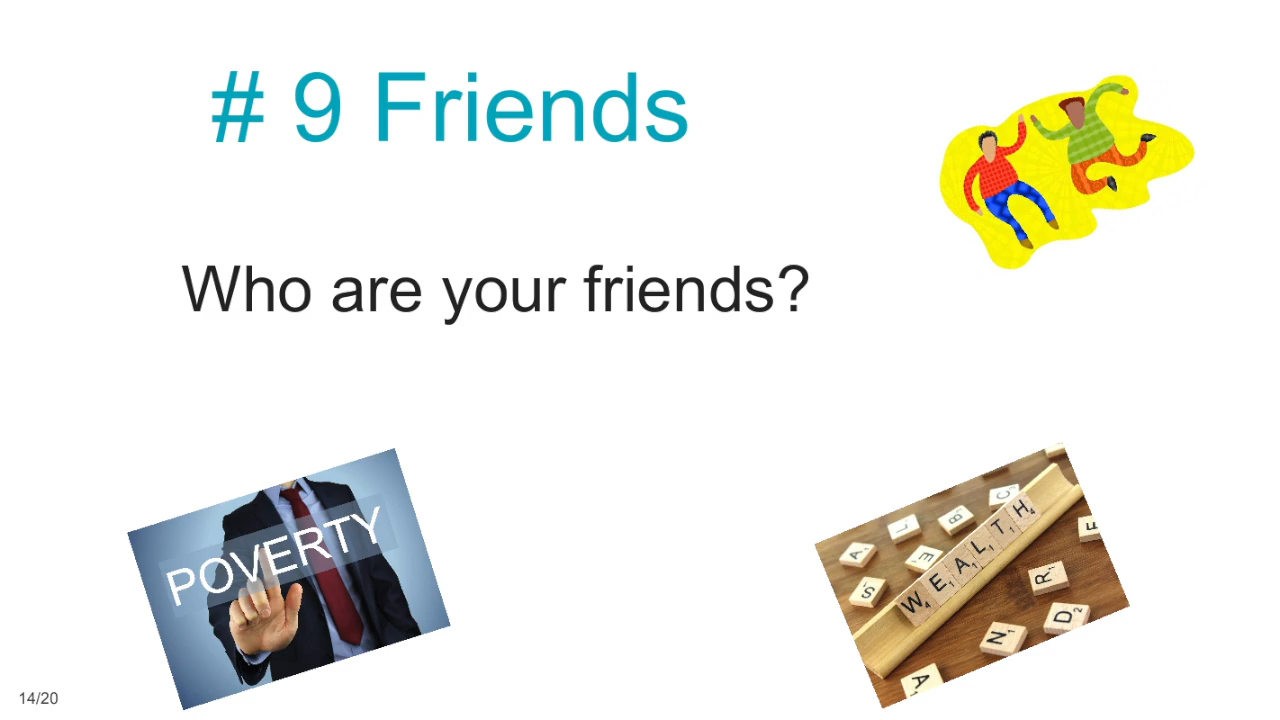 # 9 Friends
Who are your friends?
POVERTY
WEALTH
A
L
B
C
E
S
R
E
N
D
A
14/20